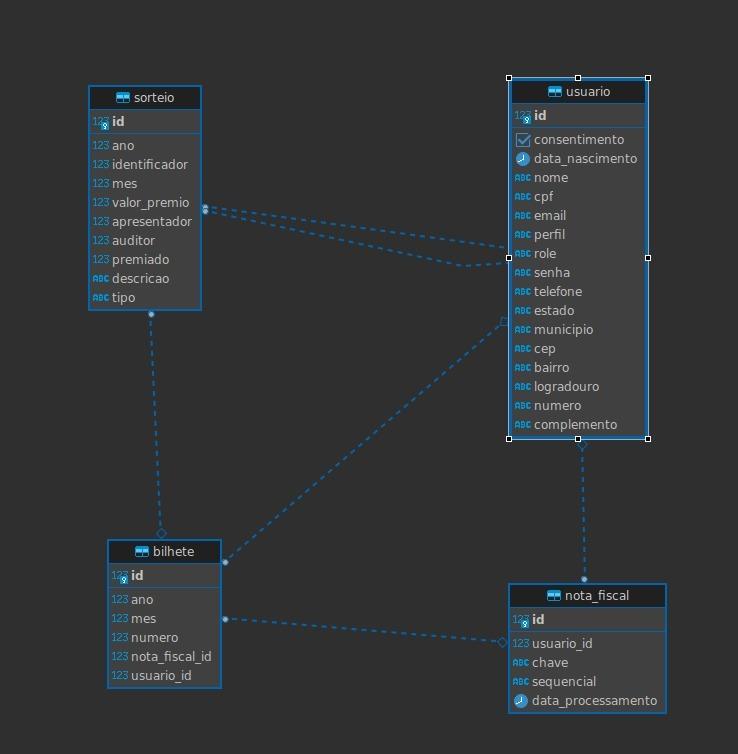 sorteio
123 id
123 ano
123 identificador
123 mes
123 valor_premio
123 apresentador
123 auditor
123 premiado
ABC descricao
ABC tipo
usuario
123 id
consentimento
data_nascimento
ABC nome
ABC cpf
ABC email
ABC perfil
ABC role
ABC senha
ABC telefone
ABC estado
ABC municipio
ABC cep
ABC bairro
ABC logradouro
ABC numero
ABC complemento
bilhete
123 id
123 ano
123 mes
123 numero
123 nota_fiscal_id
123 usuario_id
nota_fiscal
123 id
123 usuario_id
ABC chave
ABC sequencial
data_processamento